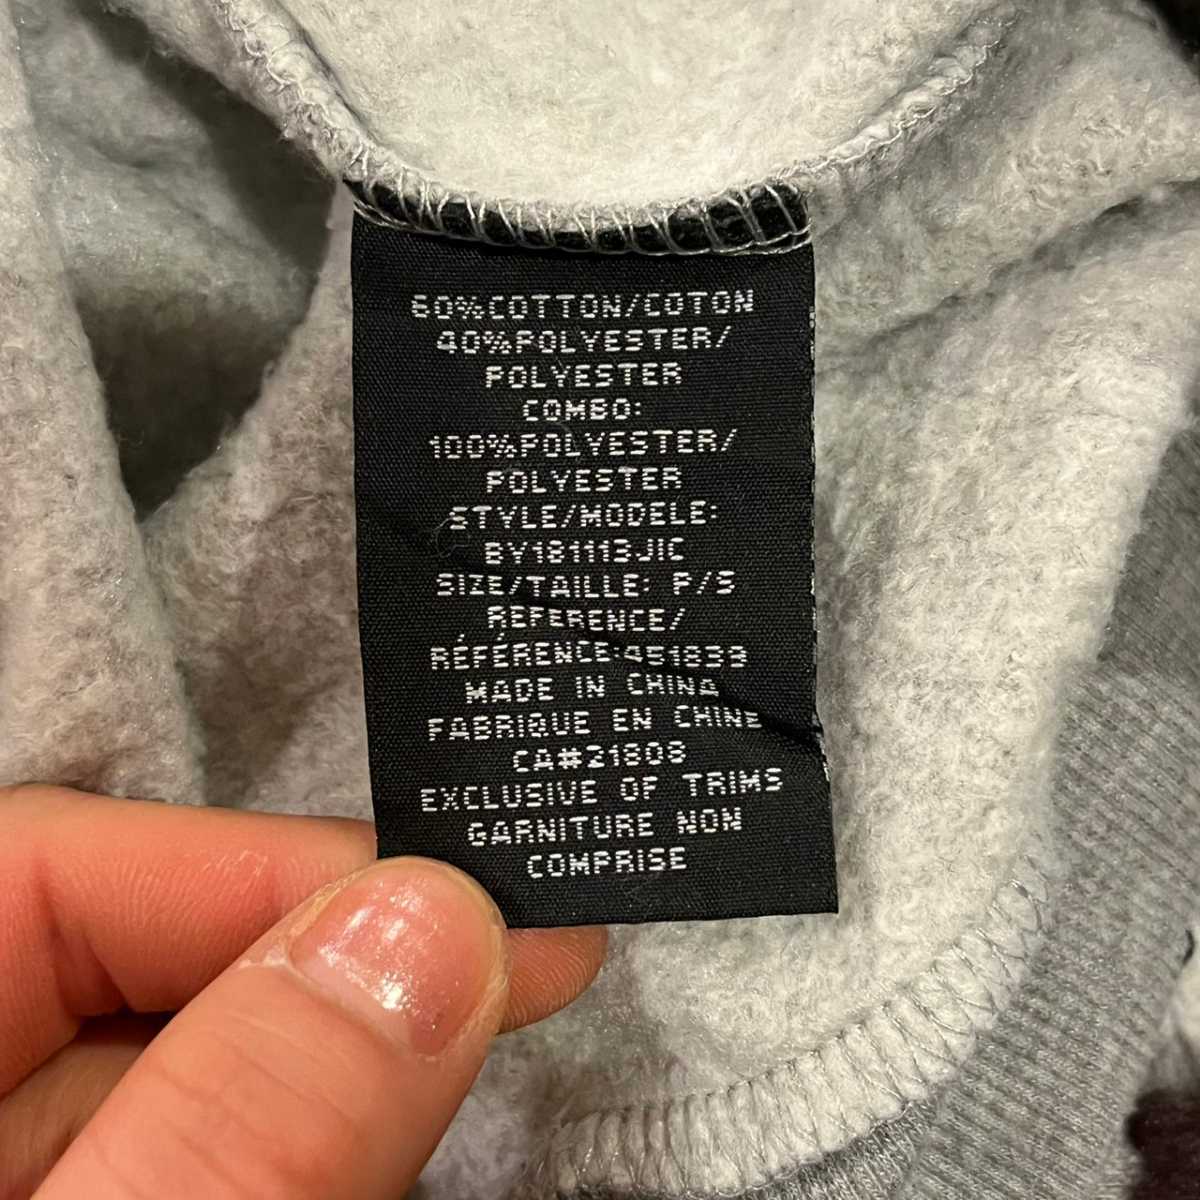 60%COTTON/COTON
40%POLYESTER/
POLYESTER
COMBO:
100%POLYESTER/
POLYESTER
STYLE/MODELE:
BY181113JIC
SIZE/TAILLE: P/S
REFERENCE/
RÉFÉRENCE:451839
MADE IN CHINA
FABRIQUE EN CHINE
CA#21808
EXCLUSIVE OF TRIMS
GARNITURE NON
COMPRISE